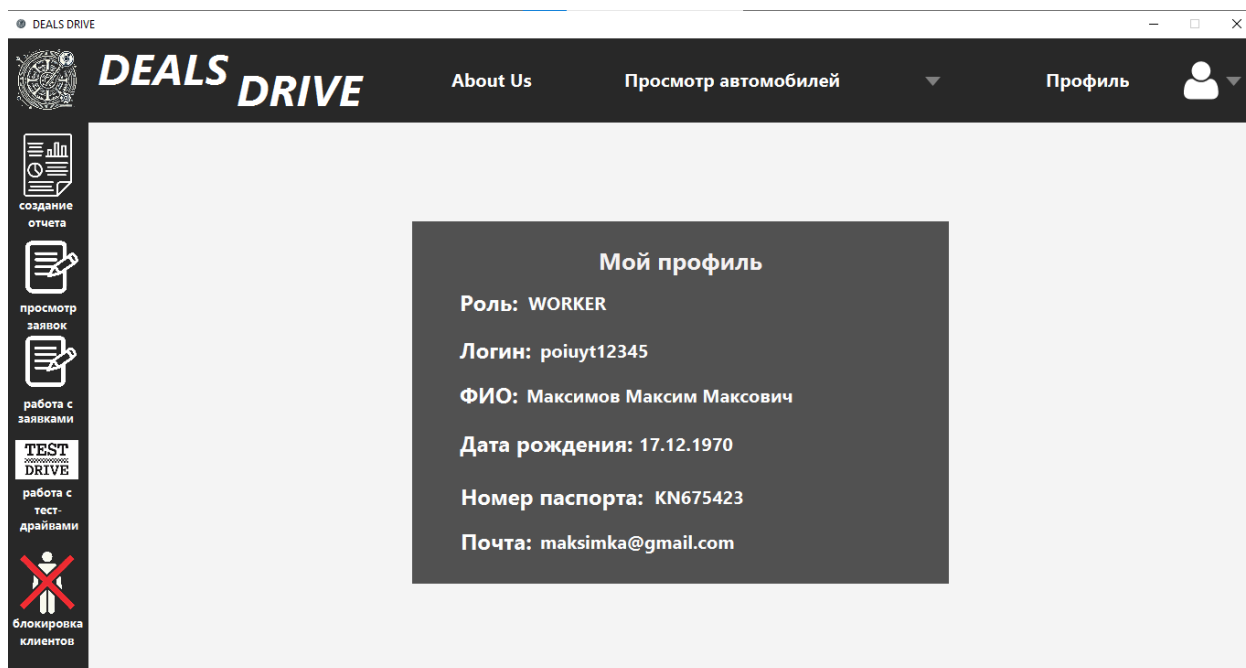 DEALS DRIVE
DEALS
DRIVE
About Us
Просмотр автомобилей
Профиль
создание
отчета
просмотр
заявок
работа с
заявками
TEST
DRIVE
работа с
тест-
драйвами
блокировка
клиентов
Мой профиль
Роль: WORKER
Логин: poiuyt12345
ФИО: Максимов Максим Максович
Дата рождения: 17.12.1970
Номер паспорта: KN675423
Почта: maksimka@gmail.com